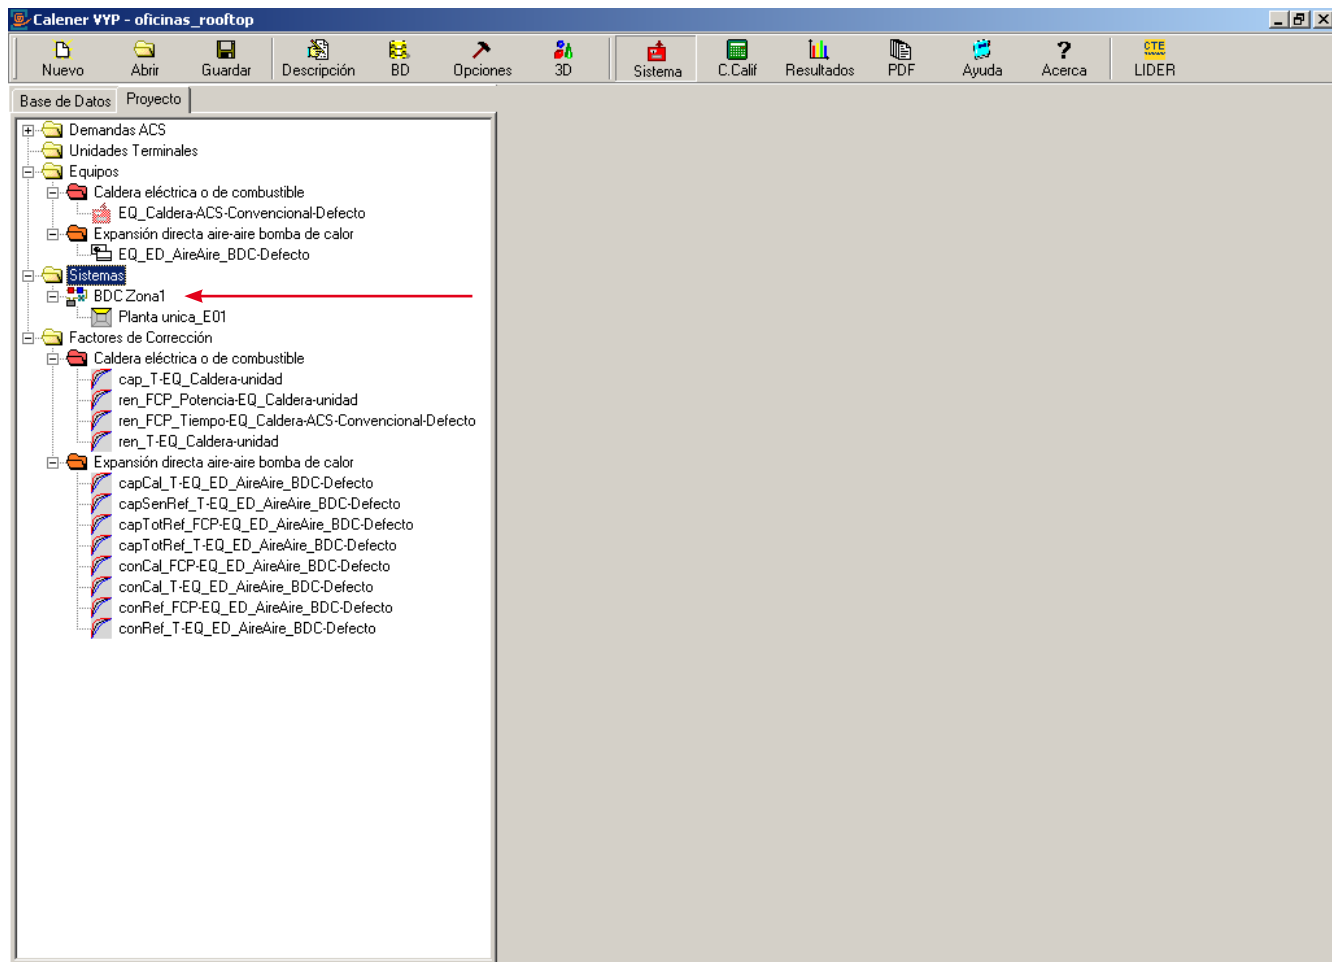 Calener VYP - oficinas_rooftop
Nuevo Abrir Guardar Descripción BD Opciones 3D Sistema C.Calif Resultados PDF Ayuda Acerca CTE LIDER
Base de Datos Proyecto
Demandas ACS
Unidades Terminales
Equipos
Caldera eléctrica o de combustible
EQ_Caldera-ACS-Convencional-Defecto
Expansión directa aire-aire bomba de calor
EQ_ED_AireAire_BDC-Defecto
Sistemas
BDC Zona1
Planta unica_E01
Factores de Corrección
Caldera eléctrica o de combustible
cap_T-EQ_Caldera-unidad
ren_FCP_Potencia-EQ_Caldera-unidad
ren_FCP_Tiempo-EQ_Caldera-ACS-Convencional-Defecto
ren_T-EQ_Caldera-unidad
Expansión directa aire-aire bomba de calor
capCal_T-EQ_ED_AireAire_BDC-Defecto
capSenRef_T-EQ_ED_AireAire_BDC-Defecto
capTotRef_FCP-EQ_ED_AireAire_BDC-Defecto
capTotRef_T-EQ_ED_AireAire_BDC-Defecto
conCal_FCP-EQ_ED_AireAire_BDC-Defecto
conCal_T-EQ_ED_AireAire_BDC-Defecto
conRef_FCP-EQ_ED_AireAire_BDC-Defecto
conRef_T-EQ_ED_AireAire_BDC-Defecto